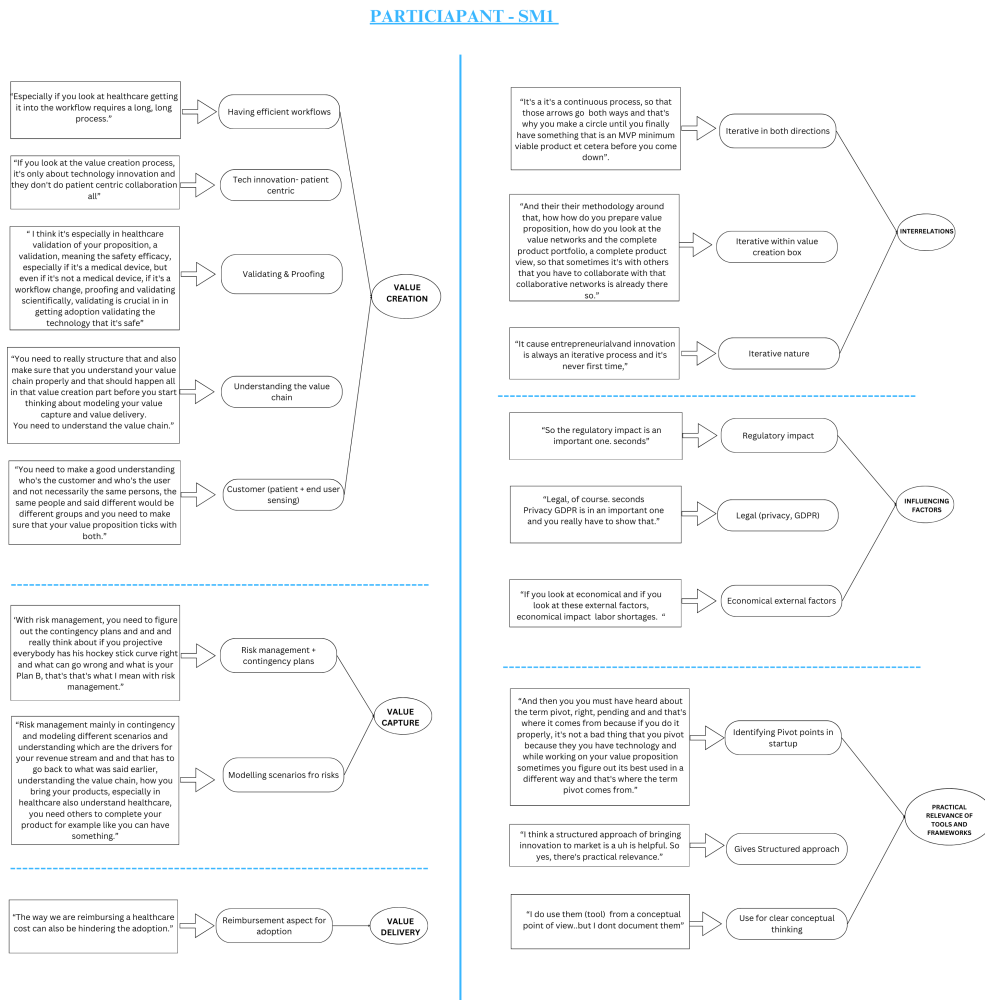 PARTICIAPANT - SM1
"Especially if you look at healthcare getting
it into the workflow requires a long, long
process."
Having efficient workflows
"If you look at the value creation process,
it's only about technology innovation and
they don't do patient centric collaboration
all"
Tech innovation- patient
centric
" I think it's especially in healthcare
validation of your proposition, a
validation, meaning the safety efficacy,
especially if it's a medical device, but
even if it's not a medical device, if it's a
workflow change, proofing and validating
scientifically, validating is crucial in in
getting adoption validating the
technology that it's safe"
Validating & Proofing
"You need to really structure that and also
make sure that you understand your value
chain properly and that should happen all
in that value creation part before you start
thinking about modeling your value
capture and value delivery.
You need to understand the value chain."
Understanding the value
chain
"You need to make a good understanding
who's the customer and who's the user
and not necessarily the same persons, the
same people and said different would be
different groups and you need to make
sure that your value proposition ticks with
both."
Customer (patient + end user
sensing)
VALUE
CREATION
'With risk management, you need to figure
out the contingency plans and and and
really think about if you projective
everybody has his hockey stick curve right
and what can go wrong and what is your
Plan B, that's that's what I mean with risk
management."
Risk management +
contingency plans
"Risk management mainly in contingency
and modeling different scenarios and
understanding which are the drivers for
your revenue stream and and that has to
go back to what was said earlier,
understanding the value chain, how you
bring your products, especially in
healthcare also understand healthcare,
you need others to complete your
product for example like you can have
something."
Modelling scenarios fro risks
VALUE
CAPTURE
"The way we are reimbursing a healthcare
cost can also be hindering the adoption."
Reimbursement aspect for
adoption
VALUE
DELIVERY
"It's a it's a continuous process, so that
those arrows go  both ways and that's
why you make a circle until you finally
have something that is an MVP minimum
viable product et cetera before you come
down".
Iterative in both directions
"And their their methodology around
that, how how do you prepare value
proposition, how do you look at the
value networks and the complete
product portfolio, a complete product
view, so that sometimes it's with others
that you have to collaborate with that
collaborative networks is already there
so."
Iterative within value
creation box
"It cause entrepreneurialvand innovation
is always an iterative process and it's
never first time,"
Iterative nature
INTERRELATIONS
"So the regulatory impact is an
important one. seconds"
Regulatory impact
"Legal, of course. seconds
Privacy GDPR is in an important one
and you really have to show that."
Legal (privacy, GDPR)
"If you look at economical and if you
look at these external factors,
economical impact  labor shortages.  "
Economical external factors
INFLUENCING
FACTORS
"And then you you must have heard about
the term pivot, right, pending and and that's
where it comes from because if you do it
properly, it's not a bad thing that you pivot
because they you have technology and
while working on your value proposition
sometimes you figure out its best used in a
different way and that's where the term
pivot comes from."
Identifying Pivot points in
startup
"I think a structured approach of bringing
innovation to market is a uh is helpful. So
yes, there's practical relevance."
Gives Structured approach
"I do use them (tool)  from a conceptual
point of view..but I dont document them"
Use for clear conceptual
thinking
PRACTICAL
RELEVANCE OF
TOOLS AND
FRAMEWORKS